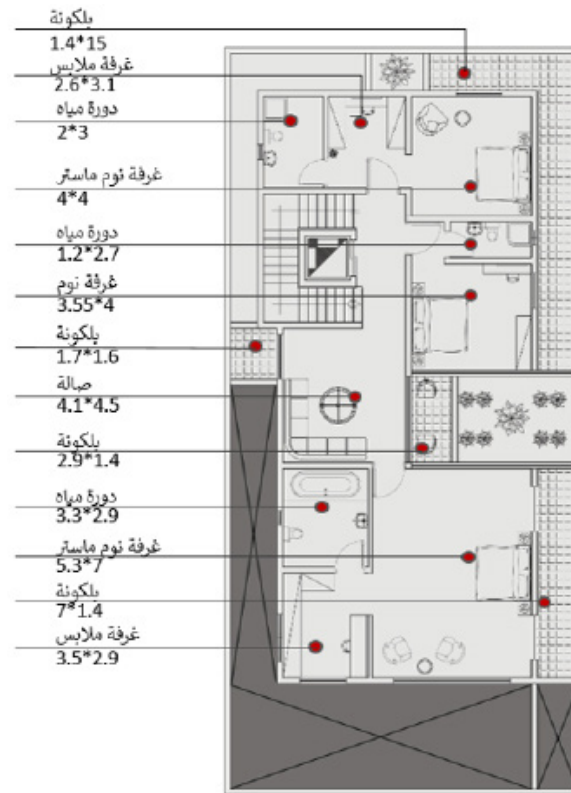 بلكونة
1.4*15
غرفة ملابس
2.6*3.1
دورة مياه
2*3
غرفة نوم ماستر
4*4
دورة مياه
1.2*2.7
غرفة نوم
3.55*4
بلكونة
1.7*1.6
صالة
4.1*4.5
بلكونة
2.9*1.4
دورة مياه
3.3*2.9
غرفة نوم ماستر
5.3*7
بلكونة
7*1.4
غرفة ملابس
3.5*2.9